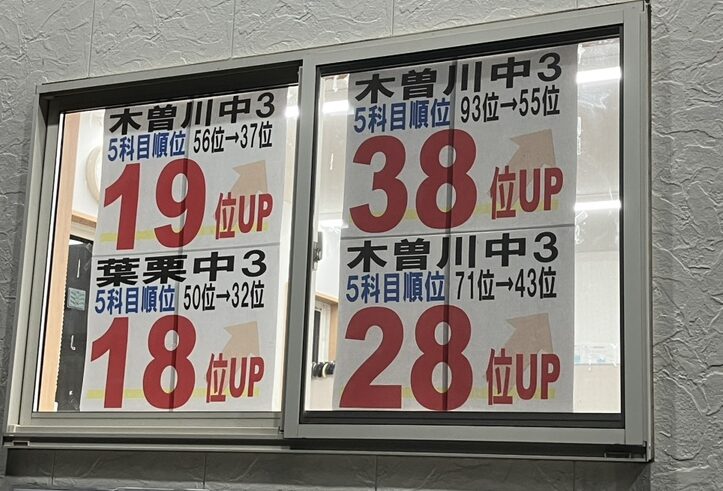 木曽川中3
5科目順位 56位→37位
19位UP
葉栗中3
5科目順位 50位→32位
18位UP
木曽川中3
5科目順位 93位→55位
38位UP
木曽川中3
5科目順位 71位→43位
28位UP